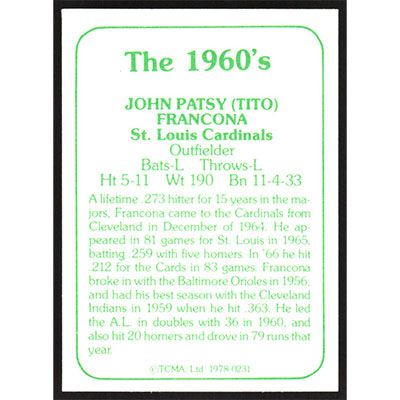 The 1960's
JOHN PATSY (TITO)
FRANCONA
St. Louis Cardinals
Outfielder
Bats-L Throws-L
Ht 5-11 Wt 190 Bn 11-4-33
A lifetime .273 hitter for 15 years in the ma-
jors, Francona came to the Cardinals from
Cleveland in December of 1964. He ap-
peared in 81 games for St. Louis in 1965,
batting .259 with five homers. In '66 he hit
.212 for the Cards in 83 games. Francona
broke in with the Baltimore Orioles in 1956,
and had his best season with the Cleveland
Indians in 1959 when he hit .363. He led
the A.L. in doubles with 36 in 1960, and
also hit 20 homers and drove in 79 runs that
year.
©TCMA, Ltd 1978-0231